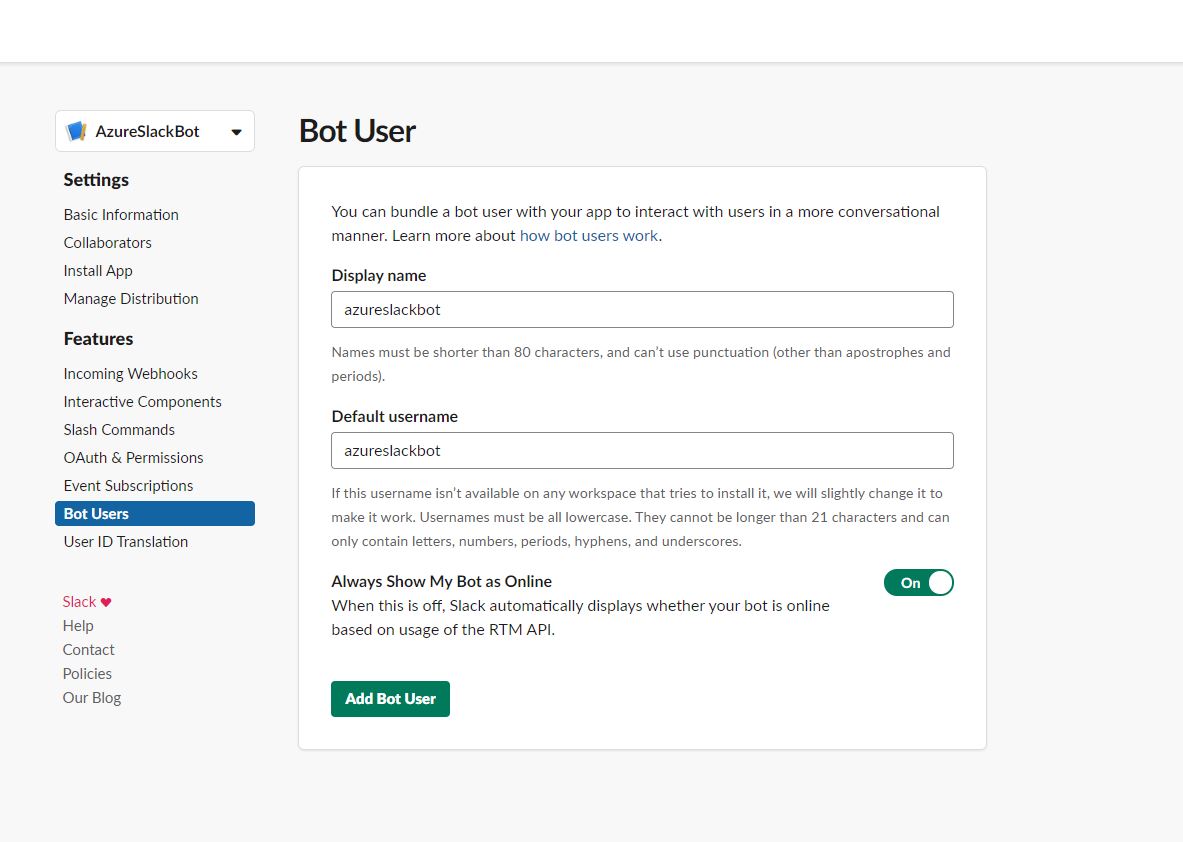 AzureSlackBot
Settings
Basic Information
Collaborators
Install App
Manage Distribution
Features
Incoming Webhooks
Interactive Components
Slash Commands
OAuth & Permissions
Event Subscriptions
Bot Users
User ID Translation
Slack ♥
Help
Contact
Policies
Our Blog
Bot User
You can bundle a bot user with your app to interact with users in a more conversational
manner. Learn more about how bot users work.
Display name
azureslackbot
Names must be shorter than 80 characters, and can’t use punctuation (other than apostrophes and
periods).
Default username
azureslackbot
If this username isn’t available on any workspace that tries to install it, we will slightly change it to
make it work. Usernames must be all lowercase. They cannot be longer than 21 characters and can
only contain letters, numbers, periods, hyphens, and underscores.
Always Show My Bot as Online
On
When this is off, Slack automatically displays whether your bot is online
based on usage of the RTM API.
Add Bot User